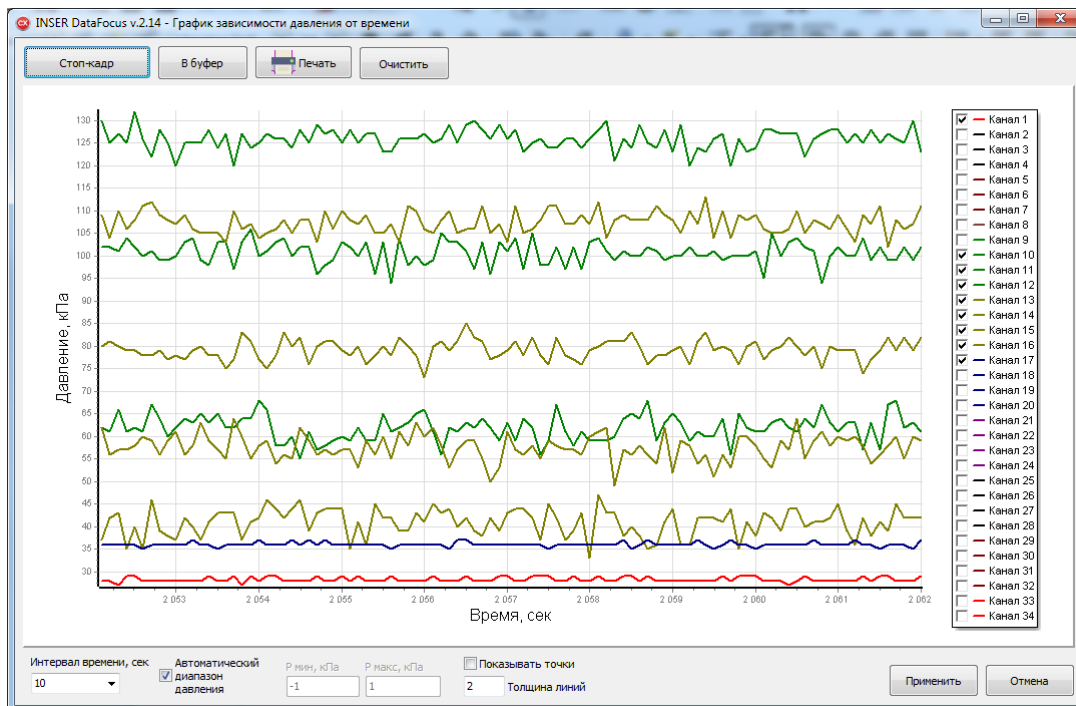 INSER DataFocus v.2.14 - График зависимости давления от времени
Стоп-кадр
В буфер
Печать
Очистить
Давление, кПа
130
125
120
115
110
105
100
95
90
85
80
75
70
65
60
55
50
45
40
35
30
2 053 2 054 2 055 2 056 2 057 2 058 2 059 2 060 2 061 2 062
Время, сек
Канал 1
Канал 2
Канал 3
Канал 4
Канал 5
Канал 6
Канал 7
Канал 8
Канал 9
Канал 10
Канал 11
Канал 12
Канал 13
Канал 14
Канал 15
Канал 16
Канал 17
Канал 18
Канал 19
Канал 20
Канал 21
Канал 22
Канал 23
Канал 24
Канал 25
Канал 26
Канал 27
Канал 28
Канал 29
Канал 30
Канал 31
Канал 32
Канал 33
Канал 34
Интервал времени, сек
10
Автоматический
диапазон
давления
P мин, кПа
-1
P макс, кПа
1
Показывать точки
2 Толщина линий
Применить
Отмена